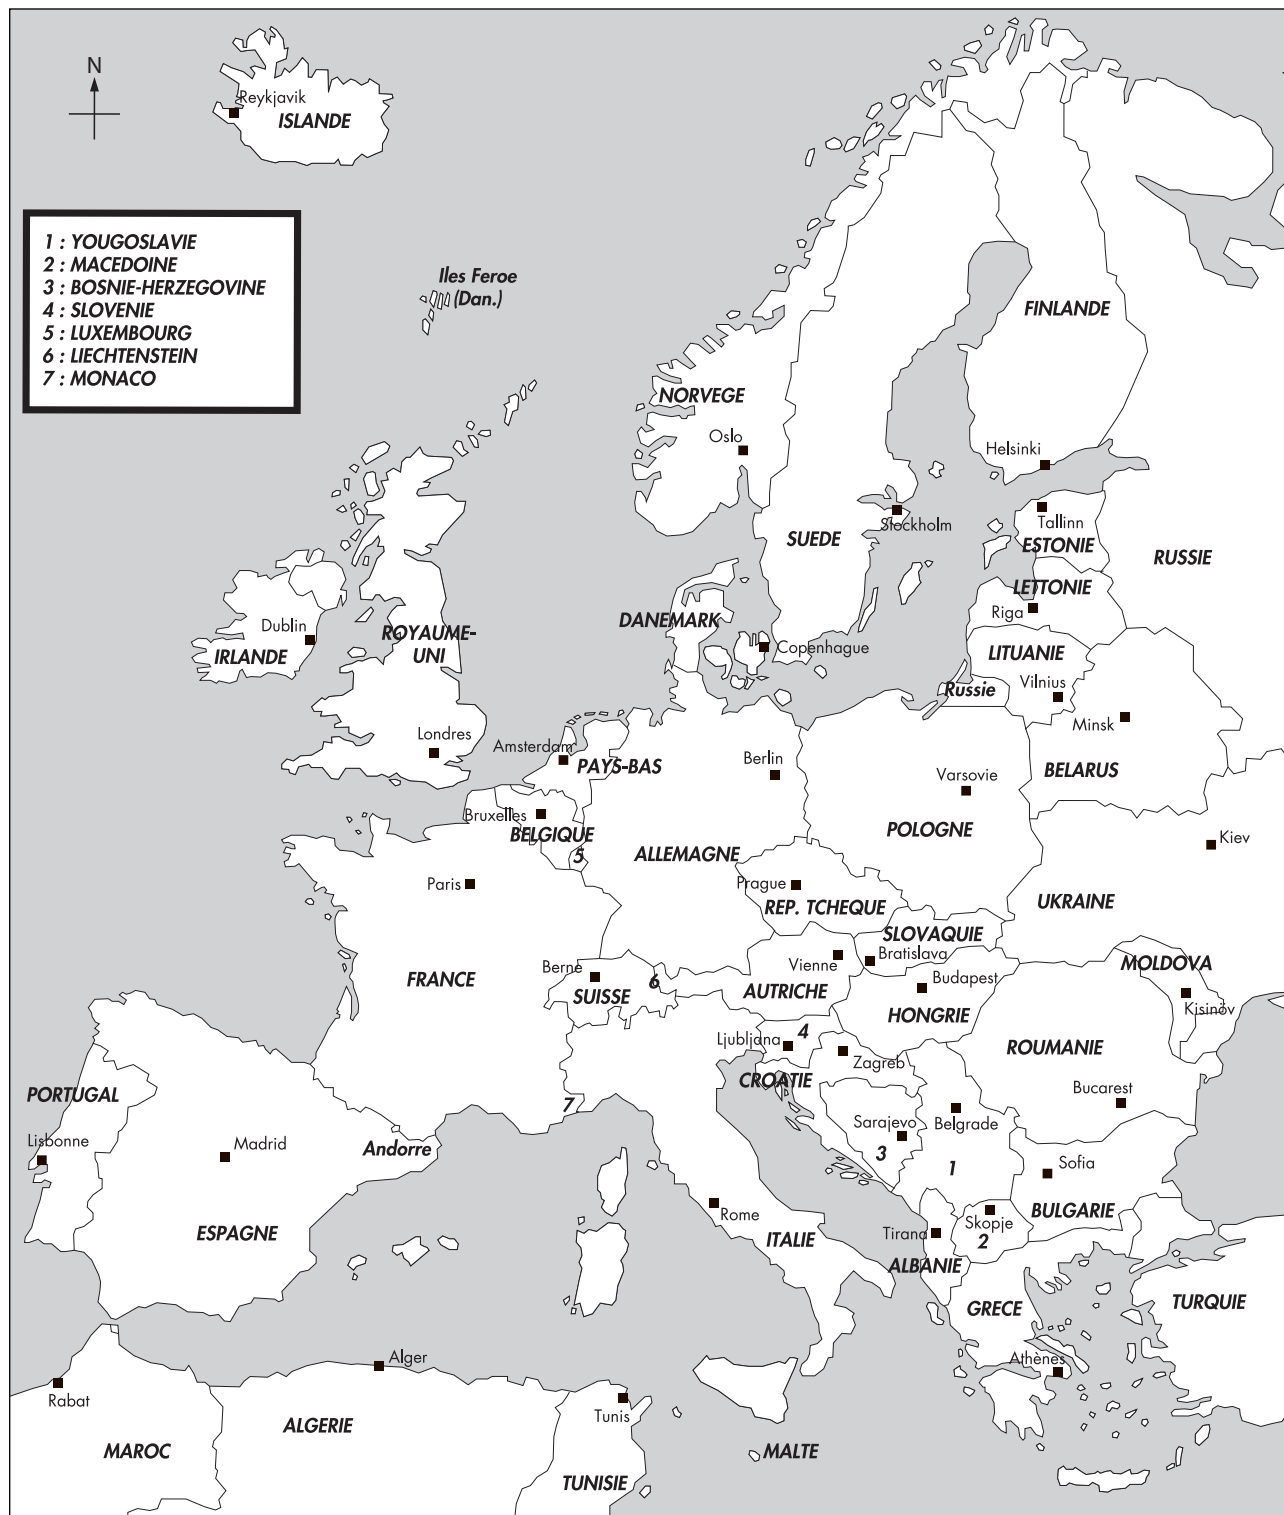 N
Reykjavik
ISLANDE
1 : YOUGOSLAVIE
2 : MACEDOINE
3 : BOSNIE-HERZEGOVINE
4 : SLOVENIE
5 : LUXEMBOURG
6 : LIECHTENSTEIN
7 : MONACO
Iles Feroe
(Dan.)
FINLANDE
NORVEGE
Oslo
Helsinki
Stockholm
SUEDE
Tallinn
ESTONIE
RUSSIE
LETTONIE
Riga
DANEMARK
Copenhague
Dublin
IRLANDE
ROYAUME-
UNI
LITUANIE
Russie
Vilnius
Minsk
Londres
Amsterdam
PAYS-BAS
Berlin
Varsovie
BELARUS
Bruxelles
BELGIQUE
5
POLOGNE
Kiev
ALLEMAGNE
Paris
Prague
REP. TCHEQUE
UKRAINE
SLOVAQUIE
Bratislava
Vienne
FRANCE
Berne
SUISSE
6
AUTRICHE
Budapest
HONGRIE
MOLDOVA
Kisinöv
4
Ljubljana
Zagreb
ROUMANIE
CROATIE
PORTUGAL
7
Bucarest
Lisbonne
Madrid
Andorre
Sarajevo
3
Belgrade
1
Sofia
BULGARIE
ESPAGNE
Rome
ITALIE
Tirana
Skopje
2
ALBANIE
GRECE
TURQUIE
Athènes
Alger
Rabat
Tunis
ALGERIE
MAROC
MALTE
TUNISIE